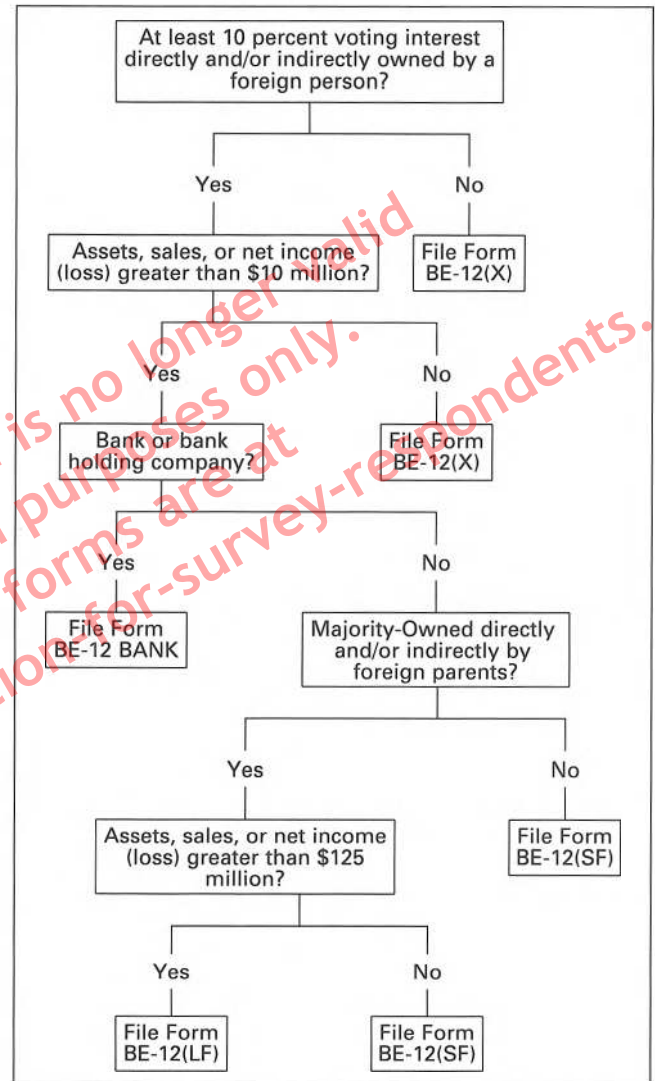 At least 10 percent voting interest
directly and/or indirectly owned by a
foreign person?
Yes
No
Assets, sales, or net income
(loss) greater than $10 million?
File Form
BE-12(X)
Yes
No
Bank or bank
holding company?
File Form
BE-12(X)
Yes
No
File Form
BE-12 BANK
Majority-Owned directly
and/or indirectly by
foreign parents?
Yes
No
Assets, sales, or net income
(loss) greater than $125
million?
File Form
BE-12(SF)
Yes
No
File Form
BE-12(LF)
File Form
BE-12(SF)
is no longer valid
purposes only.
forms are at
tion-for-survey-respondents.